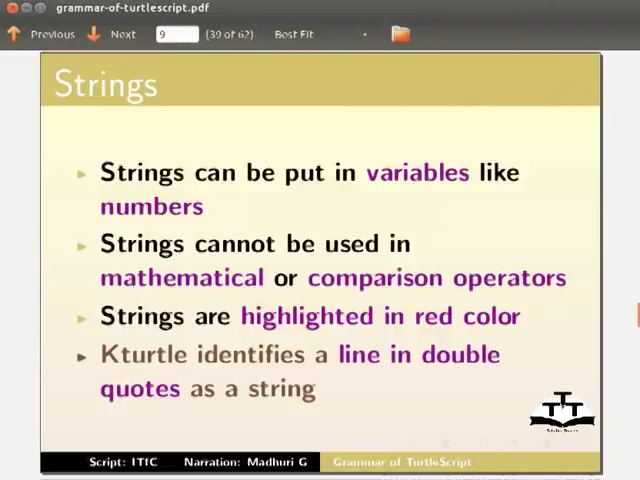 grammar-of-turtlescript.pdf
Previous Next 9 (39 of 62) Best Fit
Strings
Strings can be put in variables like
numbers
Strings cannot be used in
mathematical or comparison operators
Strings are highlighted in red color
Kturtle identifies a line in double
quotes as a string
Script: ITfC Narration: Madhuri G Grammar of TurtleScript